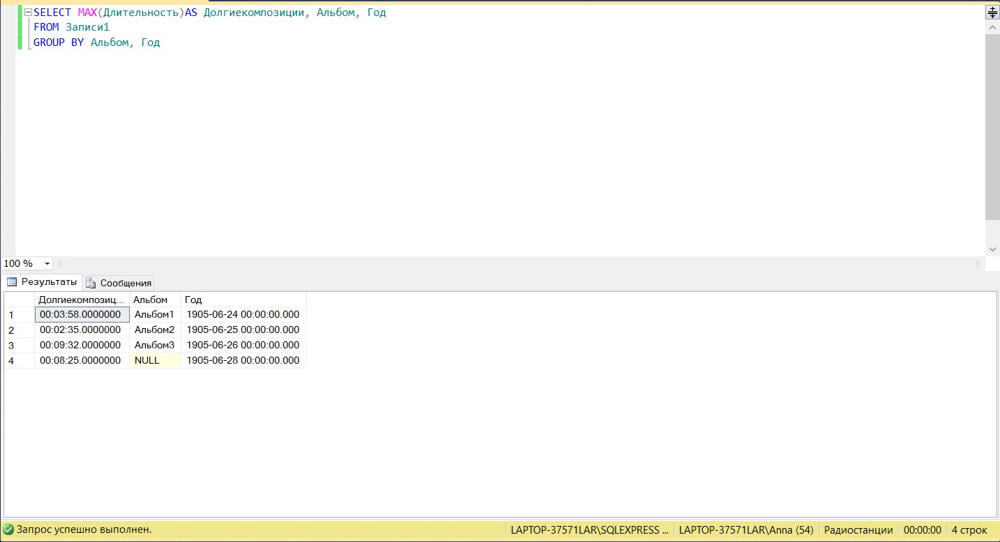 SELECT MAX(Длительность)AS Долгиекомпозиции, Альбом, Год
FROM Записи1
GROUP BY Альбом, Год
100 %
Результаты Сообщения
Долгиекомпозиц... Альбом Год
1 00:03:58.0000000 Альбом1 1905-06-24 00:00:00.000
2 00:02:35.0000000 Альбом2 1905-06-25 00:00:00.000
3 00:09:32.0000000 Альбом3 1905-06-26 00:00:00.000
4 00:08:25.0000000 NULL 1905-06-28 00:00:00.000
Запрос успешно выполнен. LAPTOP-37571LAR\SQLEXPRESS ... LAPTOP-37571LAR\Anna (54) Радиостанции 00:00:00 4 строк